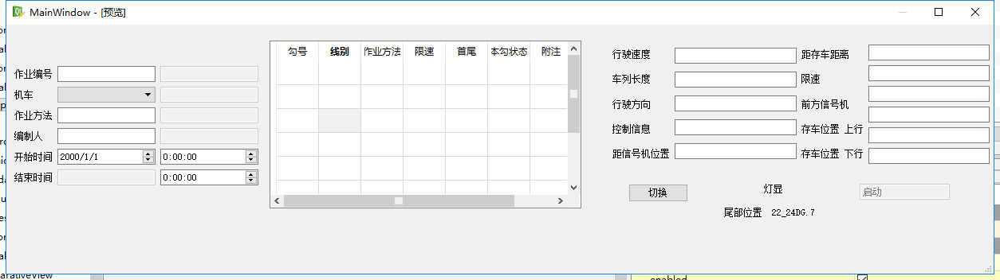 MainWindow - [预览]
作业编号
机车
作业方法
编制人
开始时间 2000/1/1 0:00:00
结束时间 0:00:00
勾号 线别 作业方法 限速 首尾 本勾状态 附注
行驶速度 距存车距离
车列长度 限速
行驶方向 前方信号机
控制信息 存车位置 上行
距信号机位置 存车位置 下行
切换 灯显 启动
尾部位置 22_24DG.7
arativeView
enabled